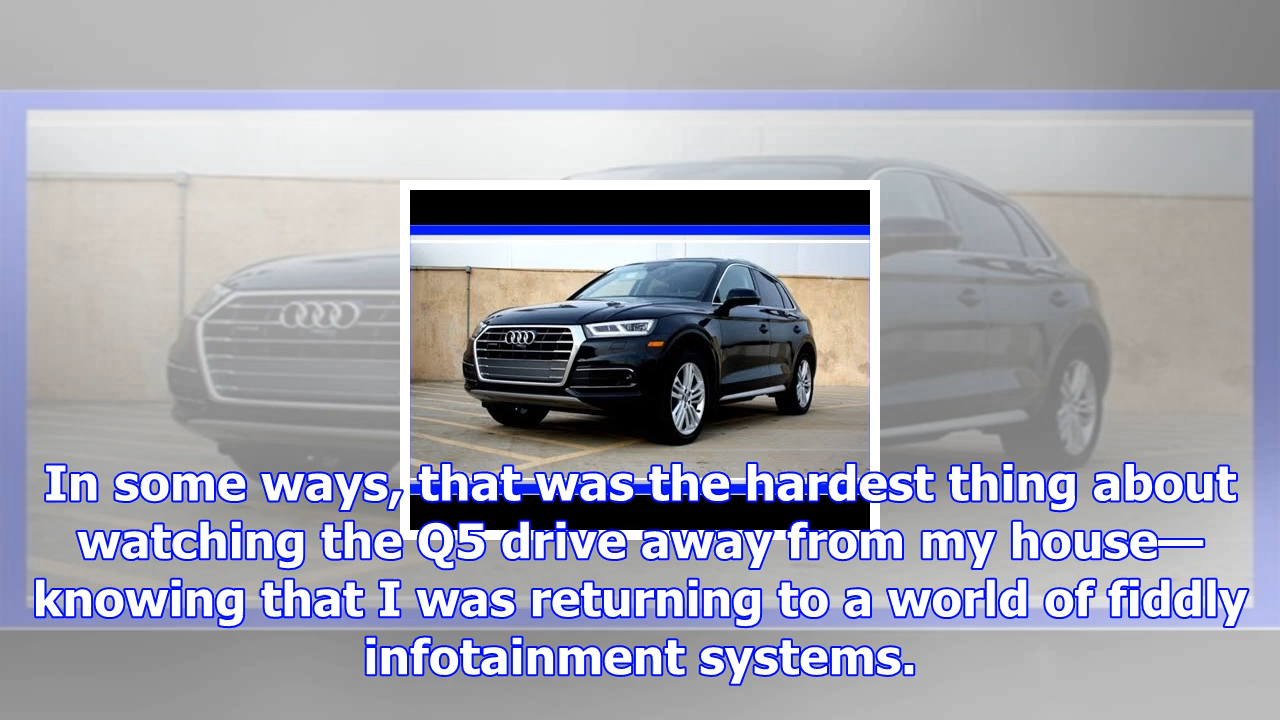 In some ways, that was the hardest thing about
watching the Q5 drive away from my house—
knowing that I was returning to a world of fiddly
infotainment systems.